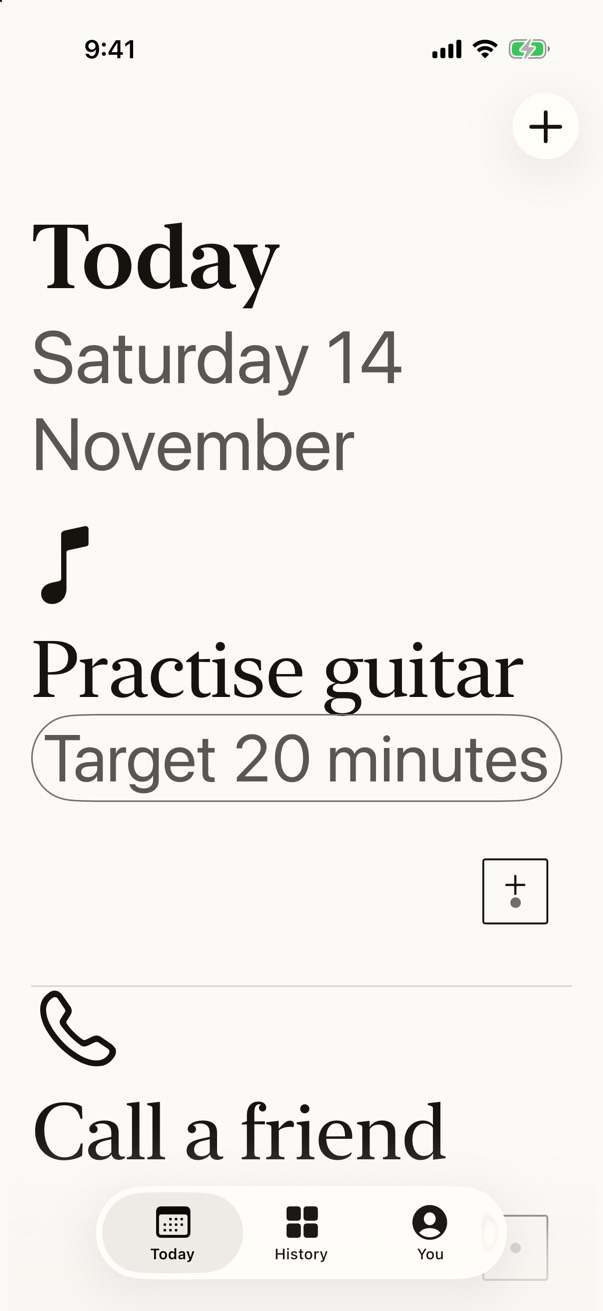 9:41
Today
Saturday 14
November
Practise guitar
Target 20 minutes
Call a friend
Today
History
You